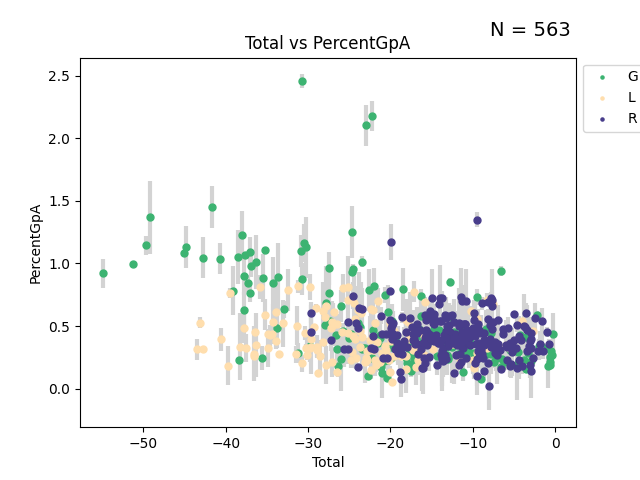 N = 563
Total vs PercentGpA
G
L
R
2.5
2.0
1.5
1.0
0.5
0.0
PercentGpA
−50 −40 −30 −20 −10 0
Total